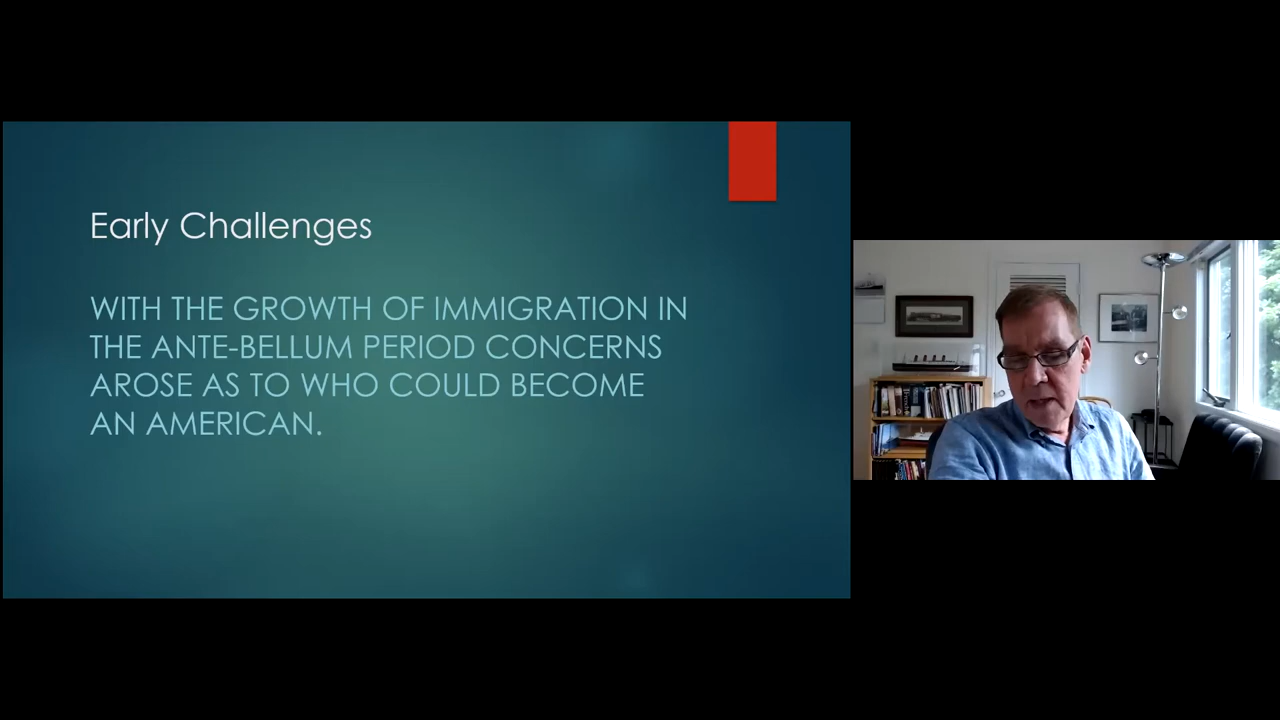 Early Challenges
WITH THE GROWTH OF IMMIGRATION IN
THE ANTE-BELLUM PERIOD CONCERNS
AROSE AS TO WHO COULD BECOME
AN AMERICAN.